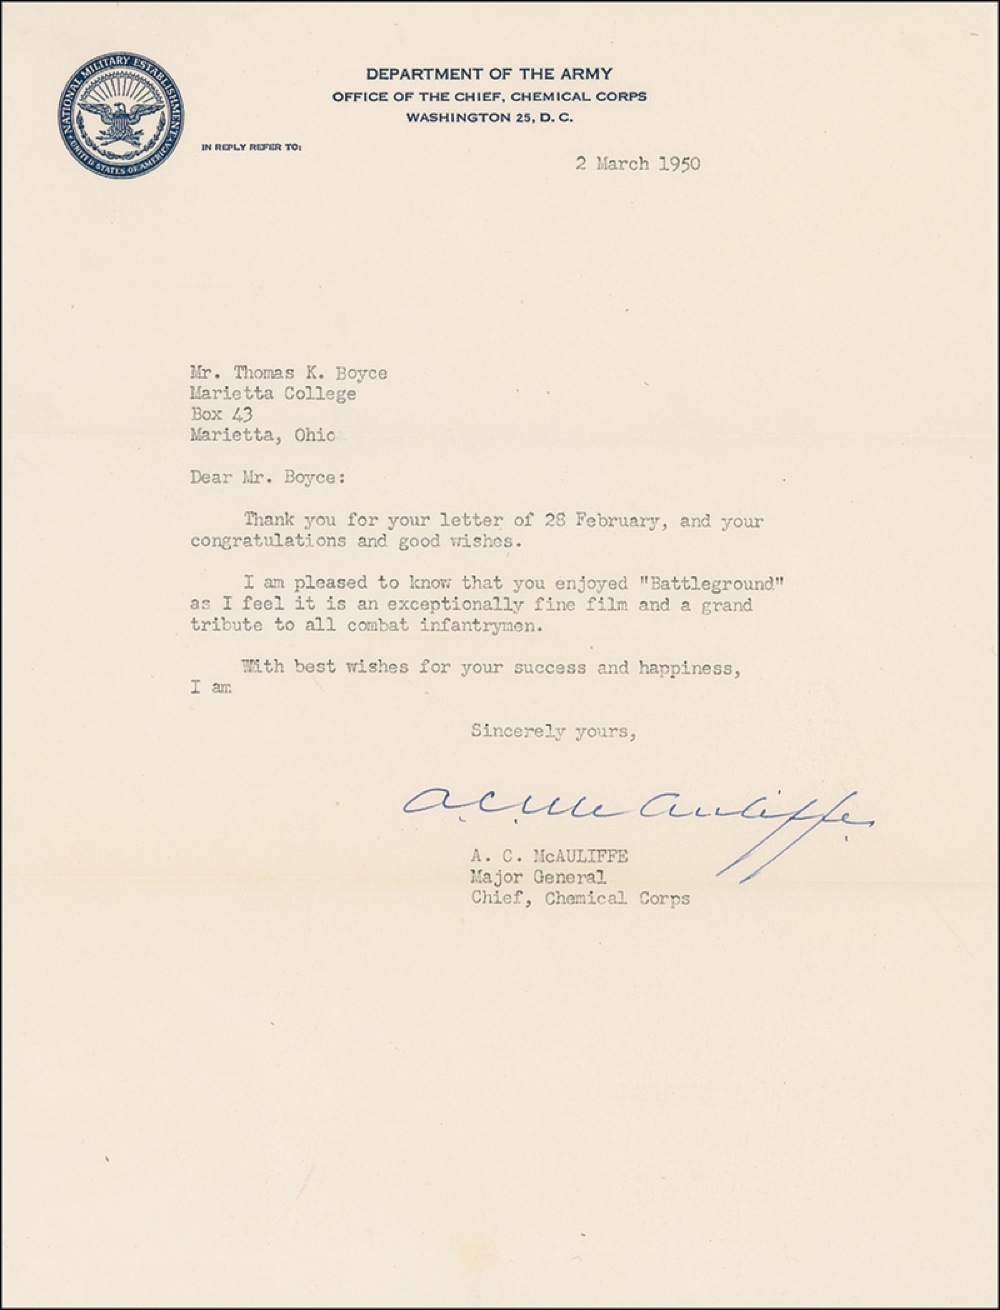 NATIONAL MILITARY ESTABLISHMENT
UNITED STATES OF AMERICA
DEPARTMENT OF THE ARMY
OFFICE OF THE CHIEF, CHEMICAL CORPS
WASHINGTON 25, D. C.
IN REPLY REFER TO:
2 March 1950
Mr. Thomas K. Boyce
Marietta College
Box 43
Marietta, Ohio
Dear Mr. Boyce:
Thank you for your letter of 28 February, and your
congratulations and good wishes.
I am pleased to know that you enjoyed "Battleground"
as I feel it is an exceptionally fine film and a grand
tribute to all combat infantrymen.
With best wishes for your success and happiness,
I am
Sincerely yours,
A. C. McAuliffe
A. C. McAULIFFE
Major General
Chief, Chemical Corps